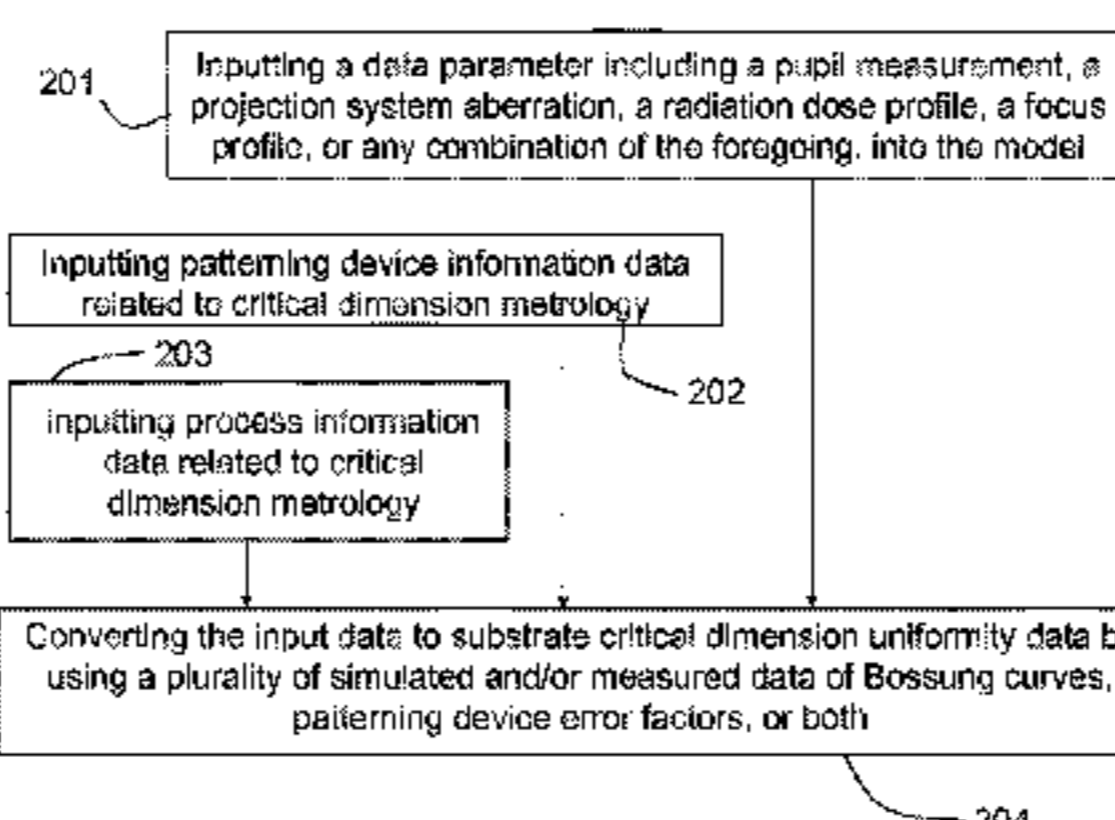 201
Inputting a data parameter including a pupil measurement, a
projection system aberration, a radiation dose profile, a focus
profile, or any combination of the foregoing. into the model
Inputting patterning device information data
related to critical dimension metrology
203
202
inputting process information
data related to critical
dimension metrology
Converting the input data to substrate critical dimension uniformity data
using a plurality of simulated and/or measured data of Bossung curves,
patterning device error factors, or both